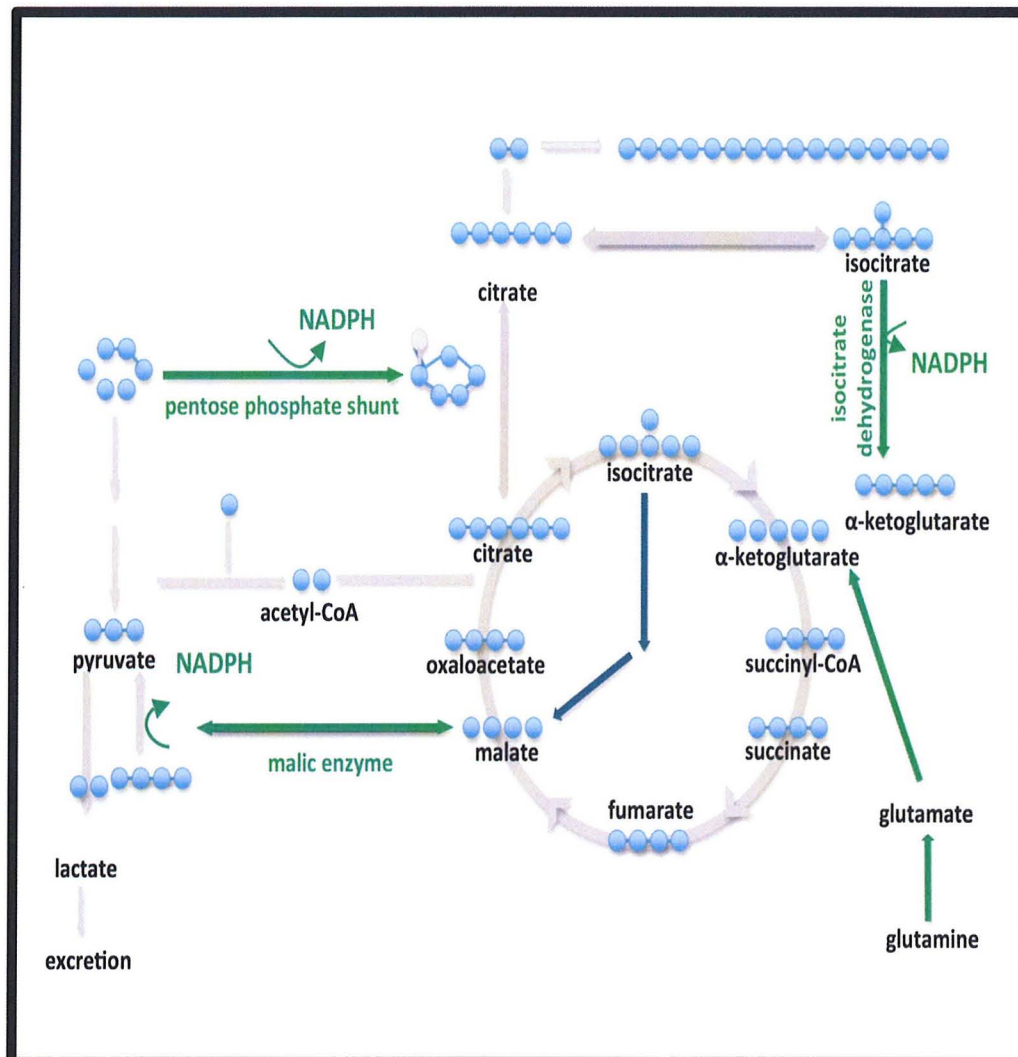 isocitrate
citrate
isocitrate
dehydrogenase
NADPH
NADPH
pentose phosphate shunt
isocitrate
α-ketoglutarate
citrate
α-ketoglutarate
acetyl-CoA
pyruvate
NADPH
oxaloacetate
succinyl-CoA
malic enzyme
malate
succinate
fumarate
glutamate
lactate
glutamine
excretion